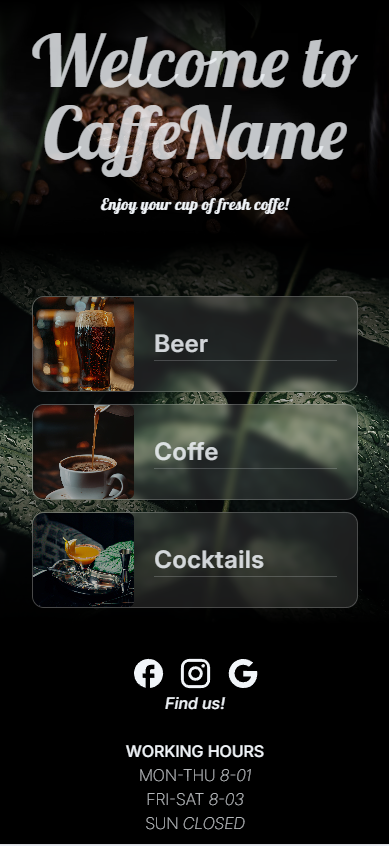 Welcome to
CaffeName
Enjoy your cup of fresh coffe!
Beer
Coffe
Cocktails
Find us!
WORKING HOURS
MON-THU 8-01
FRI-SAT 8-03
SUN CLOSED